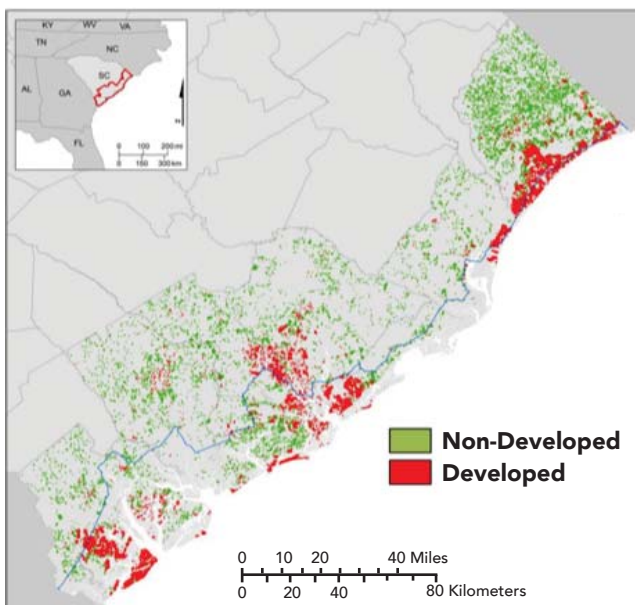 KY WV VA
TN NC
SC
AL GA
FL
0 100 200 mi
0 150 300 km
Non-Developed
Developed
0 10 20 40 Miles
0 20 40 80 Kilometers